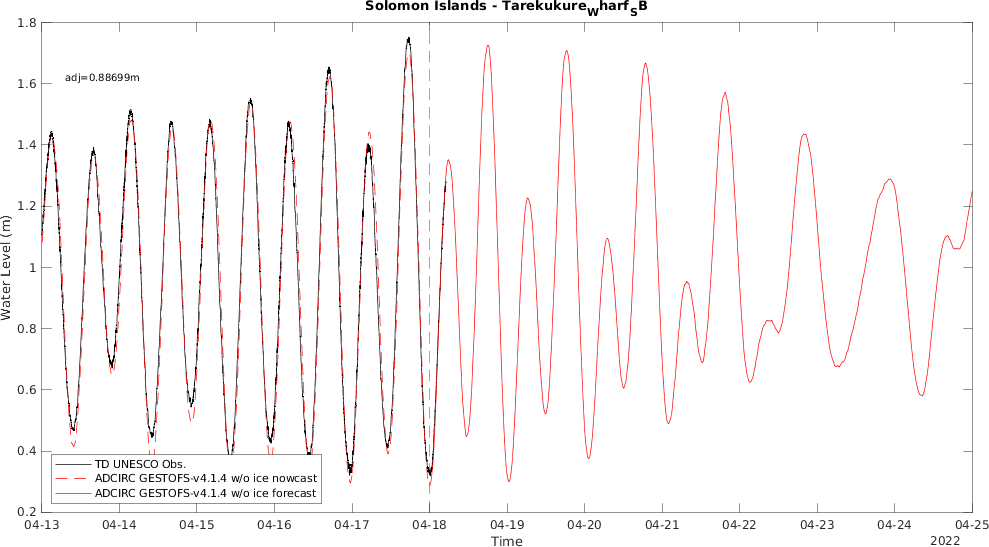 Solomon Islands - TarekukureWharfSB
adj=0.88699m
1.8
1.6
1.4
1.2
1
0.8
0.6
0.4
0.2
Water Level (m)
TD UNESCO Obs.
ADCIRC GESTOFS-v4.1.4 w/o ice nowcast
ADCIRC GESTOFS-v4.1.4 w/o ice forecast
04-13 04-14 04-15 04-16 04-17 04-18 04-19 04-20 04-21 04-22 04-23 04-24 04-25
Time
2022